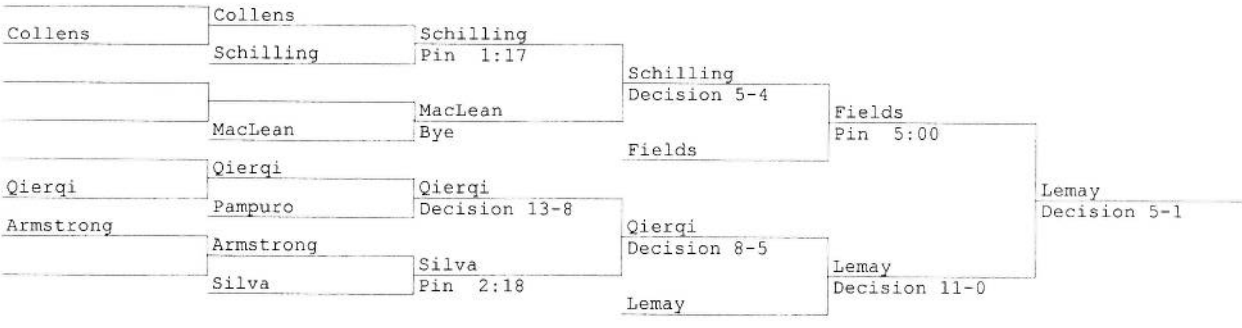 Collens
Collens
Schilling
Schilling
Pin 1:17
Schilling
Decision 5-4
MacLean
MacLean
Bye
Fields
Fields
Pin 5:00
Qierqi
Qierqi
Pampuro
Qierqi
Decision 13-8
Armstrong
Armstrong
Silva
Silva
Pin 2:18
Qierqi
Decision 8-5
Lemay
Lemay
Decision 11-0
Lemay
Decision 5-1